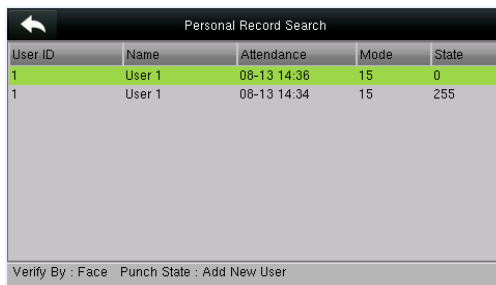 Personal Record Search
User ID Name Attendance Mode State
1 User 1 08-13 14:36 15 0
1 User 1 08-13 14:34 15 255
Verify By : Face Punch State : Add New User